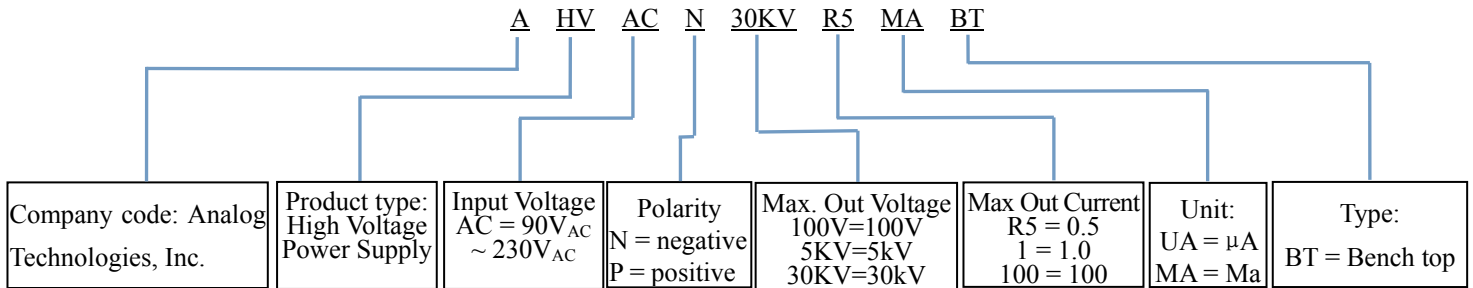 A HV AC N 30KV R5 MA BT
Company code: Analog
Technologies, Inc.
Product type:
High Voltage
Power Supply
Input Voltage
AC = 90VAC
~ 230VAC
Polarity
N = negative
P = positive
Max. Out Voltage
100V=100V
5KV=5kV
30KV=30kV
Max Out Current
R5 = 0.5
1 = 1.0
100 = 100
Unit:
UA = μA
MA = Ma
Type:
BT = Bench top